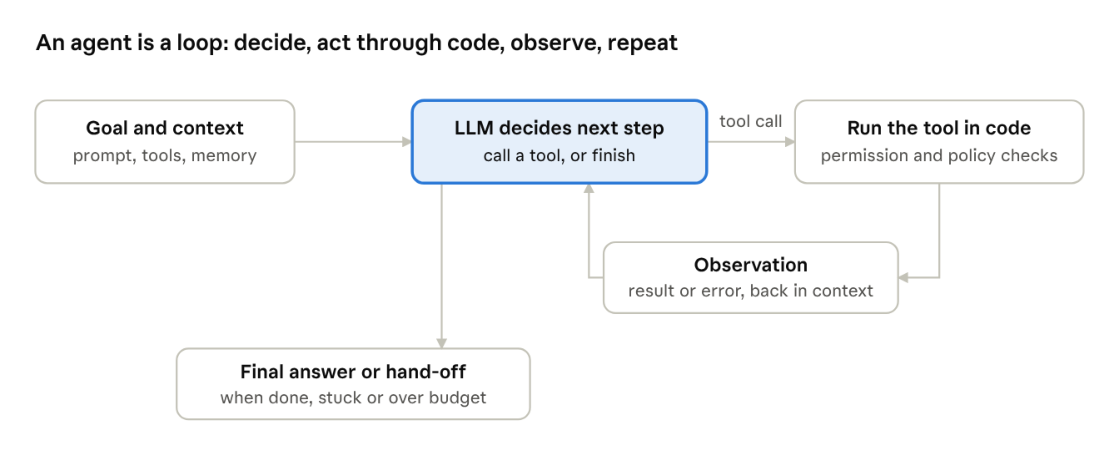 An agent is a loop: decide, act through code, observe, repeat
Goal and context
prompt, tools, memory
LLM decides next step
call a tool, or finish
tool call
Run the tool in code
permission and policy checks
Observation
result or error, back in context
Final answer or hand-off
when done, stuck or over budget